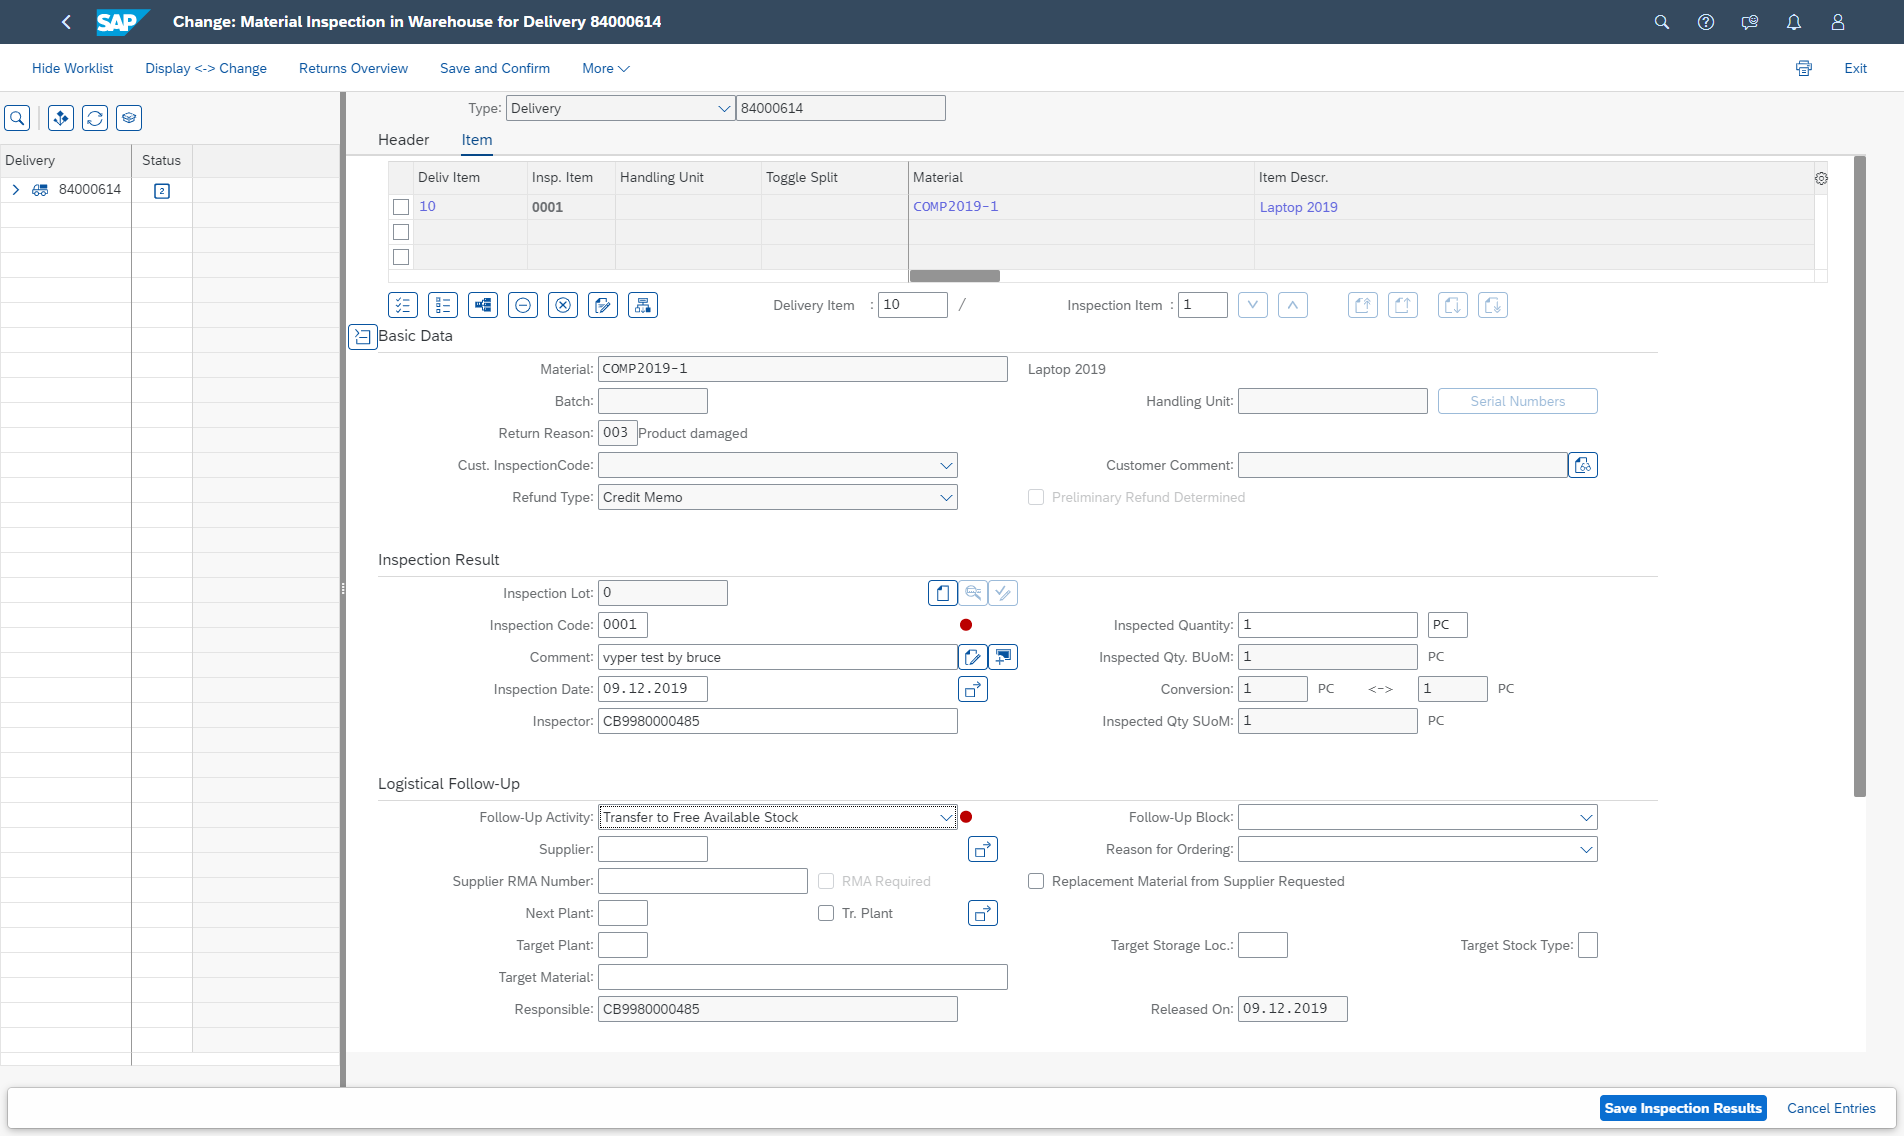 SAP Change: Material Inspection in Warehouse for Delivery 84000614
Hide Worklist Display <-> Change Returns Overview Save and Confirm More Exit
Type: Delivery 84000614
Header Item
Delivery Status
84000614 2
Deliv Item Insp. Item Handling Unit Toggle Split Material Item Descr.
10 0001 COMP2019-1 Laptop 2019
Delivery Item : 10 / Inspection Item : 1
Basic Data
Material: COMP2019-1 Laptop 2019
Batch: Handling Unit: Serial Numbers
Return Reason: 003 Product damaged
Cust. InspectionCode: Customer Comment:
Refund Type: Credit Memo Preliminary Refund Determined
Inspection Result
Inspection Lot: 0
Inspection Code: 0001 Inspected Quantity: 1 PC
Comment: vyper test by bruce Inspected Qty. BUoM: 1 PC
Inspection Date: 09.12.2019 Conversion: 1 PC <-> 1 PC
Inspector: CB9980000485 Inspected Qty SUoM: 1 PC
Logistical Follow-Up
Follow-Up Activity: Transfer to Free Available Stock Follow-Up Block:
Supplier: Reason for Ordering:
Supplier RMA Number: RMA Required Replacement Material from Supplier Requested
Next Plant: Tr. Plant
Target Plant: Target Storage Loc.: Target Stock Type:
Target Material:
Responsible: CB9980000485 Released On: 09.12.2019
Save Inspection Results Cancel Entries